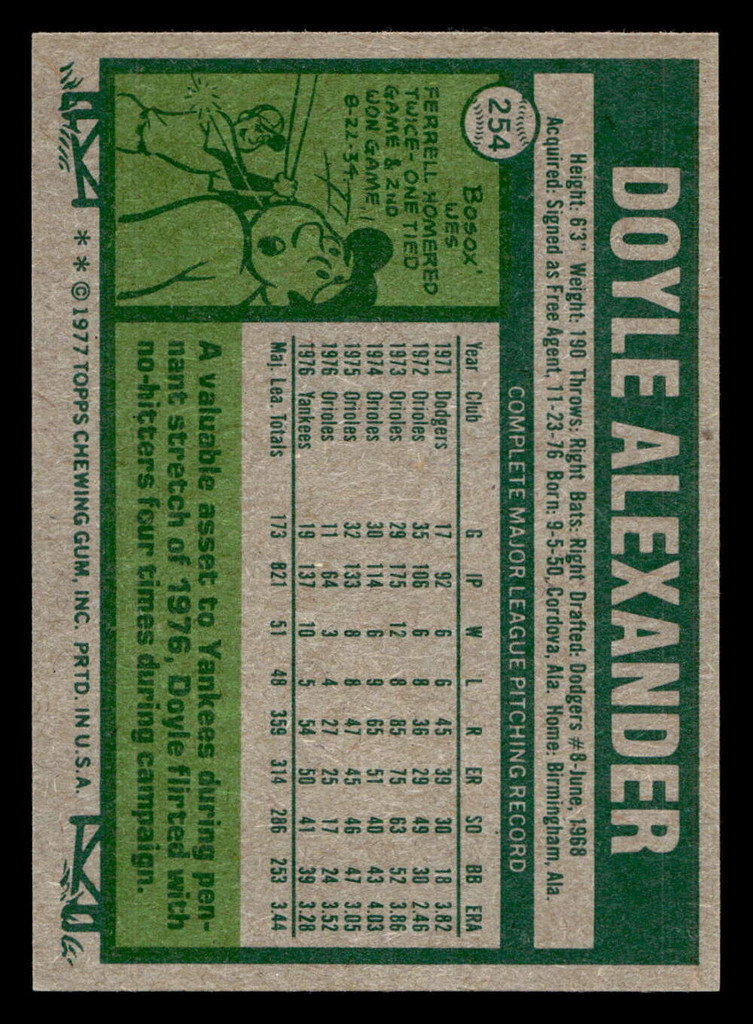 254
DOYLE ALEXANDER
Height: 6'3" Weight: 190 Throws: Right Bats: Right Drafted: Dodgers #8-June, 1968
Acquired: Signed as Free Agent, 11-23-76 Born: 9-5-50, Cordova, Ala. Home: Birmingham, Ala.
COMPLETE MAJOR LEAGUE PITCHING RECORD
Year Club G IP W L R ER SO BB ERA
1971 Dodgers 17 92 6 6 45 39 30 18 3.82
1972 Orioles 35 106 6 8 36 29 49 30 2.46
1973 Orioles 29 175 12 8 85 75 63 52 3.86
1974 Orioles 30 114 6 9 65 51 40 43 4.03
1975 Orioles 32 133 8 8 47 45 46 47 3.05
1976 Orioles 11 64 3 4 27 25 17 24 3.52
1976 Yankees 19 137 10 5 54 50 41 39 3.28
Maj. Lea. Totals 173 821 51 48 359 314 286 253 3.44
BOSOX'
WES
FERRELL HOMERED
TWICE-ONE TIED
GAME & 2ND
WON GAME,
8-22-34.
A valuable asset to Yankees during pen-
nant stretch of 1976, Doyle flirted with
no-hitters four times during campaign.
* * © 1977 TOPPS CHEWING GUM, INC. PRTD. IN U.S.A.